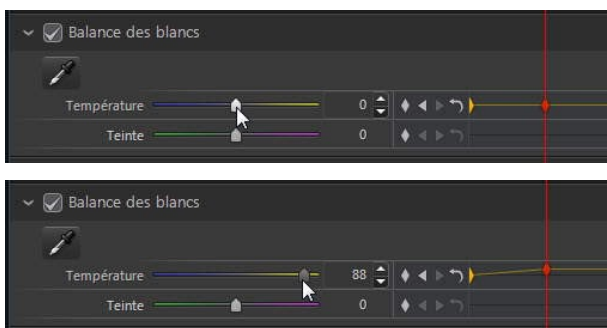 Balance des blancs
Température 0
Teinte 0
Balance des blancs
Température 88
Teinte 0